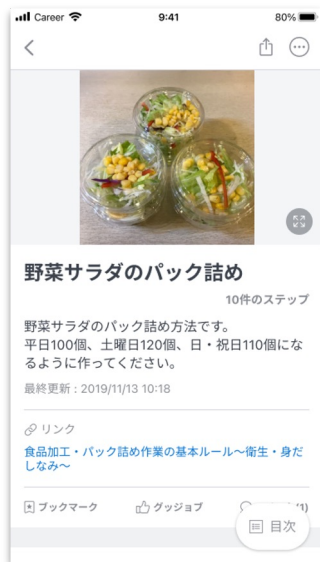 Carrier 9:41 80%
野菜サラダのパック詰め
10件のステップ
野菜サラダのパック詰め方法です。
平日100個、土曜日120個、日・祝日110個にな
るように作ってください。
最終更新 : 2019/11/13 10:18
リンク
食品加工・パック詰め作業の基本ルール〜衛生・身だ
しなみ〜
ブックマーク グッジョブ (1)
目次